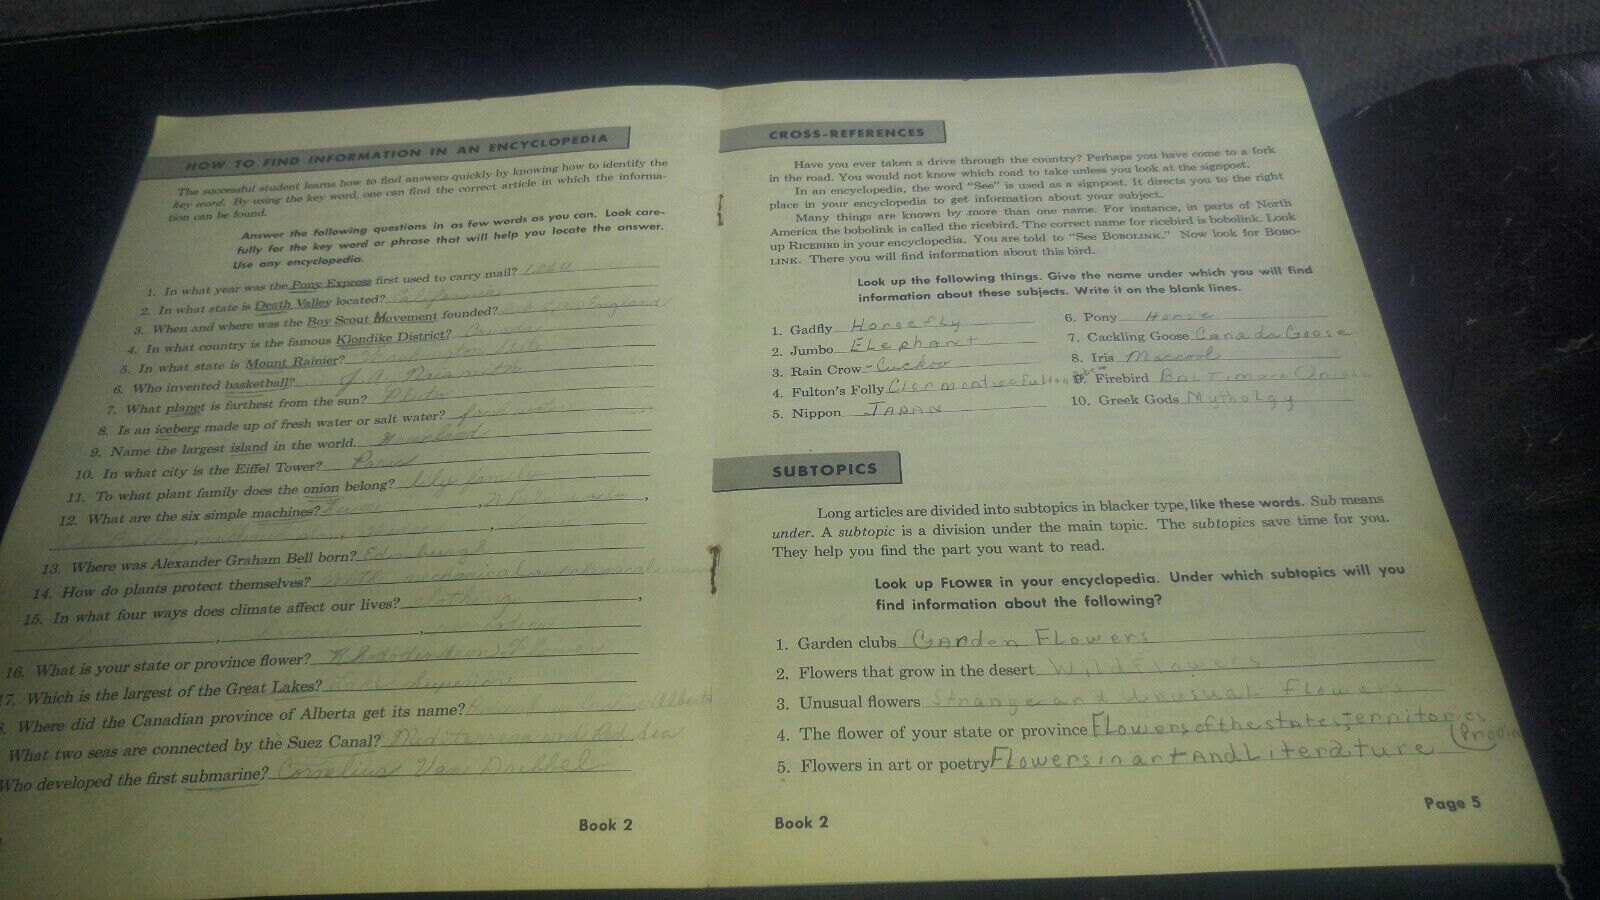 HOW TO FIND INFORMATION IN AN ENCYCLOPEDIA
The successful student learns how to find answers quickly by knowing how to identify the
key word. By using the key word, one can find the correct article in which the informa-
tion can be found.
Answer the following questions in as few words as you can. Look care-
fully for the key word or phrase that will help you locate the answer.
Use any encyclopedia.
1. In what year was the Pony Express first used to carry mail?
2. In what state is Death Valley located? California
3. When and where was the Boy Scout Movement founded? England
4. In what country is the famous Klondike District? Canada
5. In what state is Mount Rainier? Washington State
6. Who invented basketball? J. A. Naismith
7. What planet is farthest from the sun? Pluto
8. Is an iceberg made up of fresh water or salt water? fresh water
9. Name the largest island in the world.
10. In what city is the Eiffel Tower? Paris
11. To what plant family does the onion belong? lily family
12. What are the six simple machines?
13. Where was Alexander Graham Bell born? Edinburgh
14. How do plants protect themselves? with mechanical and chemical
15. In what four ways does climate affect our lives? clothing,
recreation
16. What is your state or province flower?
17. Which is the largest of the Great Lakes? Lake Superior
Where did the Canadian province of Alberta get its name? Alberta
What two seas are connected by the Suez Canal? and Red Sea
Who developed the first submarine? Cornelius Van Drebbel
Book 2
CROSS-REFERENCES
Have you ever taken a drive through the country? Perhaps you have come to a fork
in the road. You would not know which road to take unless you look at the signpost.
In an encyclopedia, the word "See" is used as a signpost. It directs you to the right
place in your encyclopedia to get information about your subject.
Many things are known by more than one name. For instance, in parts of North
America the bobolink is called the ricebird. The correct name for ricebird is bobolink. Look
up RICEBIRD in your encyclopedia. You are told to "See BOBOLINK." Now look for BOBO-
LINK. There you will find information about this bird.
Look up the following things. Give the name under which you will find
information about these subjects. Write it on the blank lines.
1. Gadfly Horsefly
2. Jumbo Elephant
3. Rain Crow Cuckoo
4. Fulton's Folly Clermont see Fulton
5. Nippon JAPAN
6. Pony Horse
7. Cackling Goose Canada Goose
8. Iris
9. Firebird Baltimore Oriole
10. Greek Gods Mytholgy
SUBTOPICS
Long articles are divided into subtopics in blacker type, like these words. Sub means
under. A subtopic is a division under the main topic. The subtopics save time for you.
They help you find the part you want to read.
Look up FLOWER in your encyclopedia. Under which subtopics will you
find information about the following?
1. Garden clubs Garden Flowers
2. Flowers that grow in the desert Wild Flowers
3. Unusual flowers Strange and Unusual Flowers
4. The flower of your state or province Flowers of the states, territories
5. Flowers in art or poetry Flowers in art And Literature
Book 2
Page 5